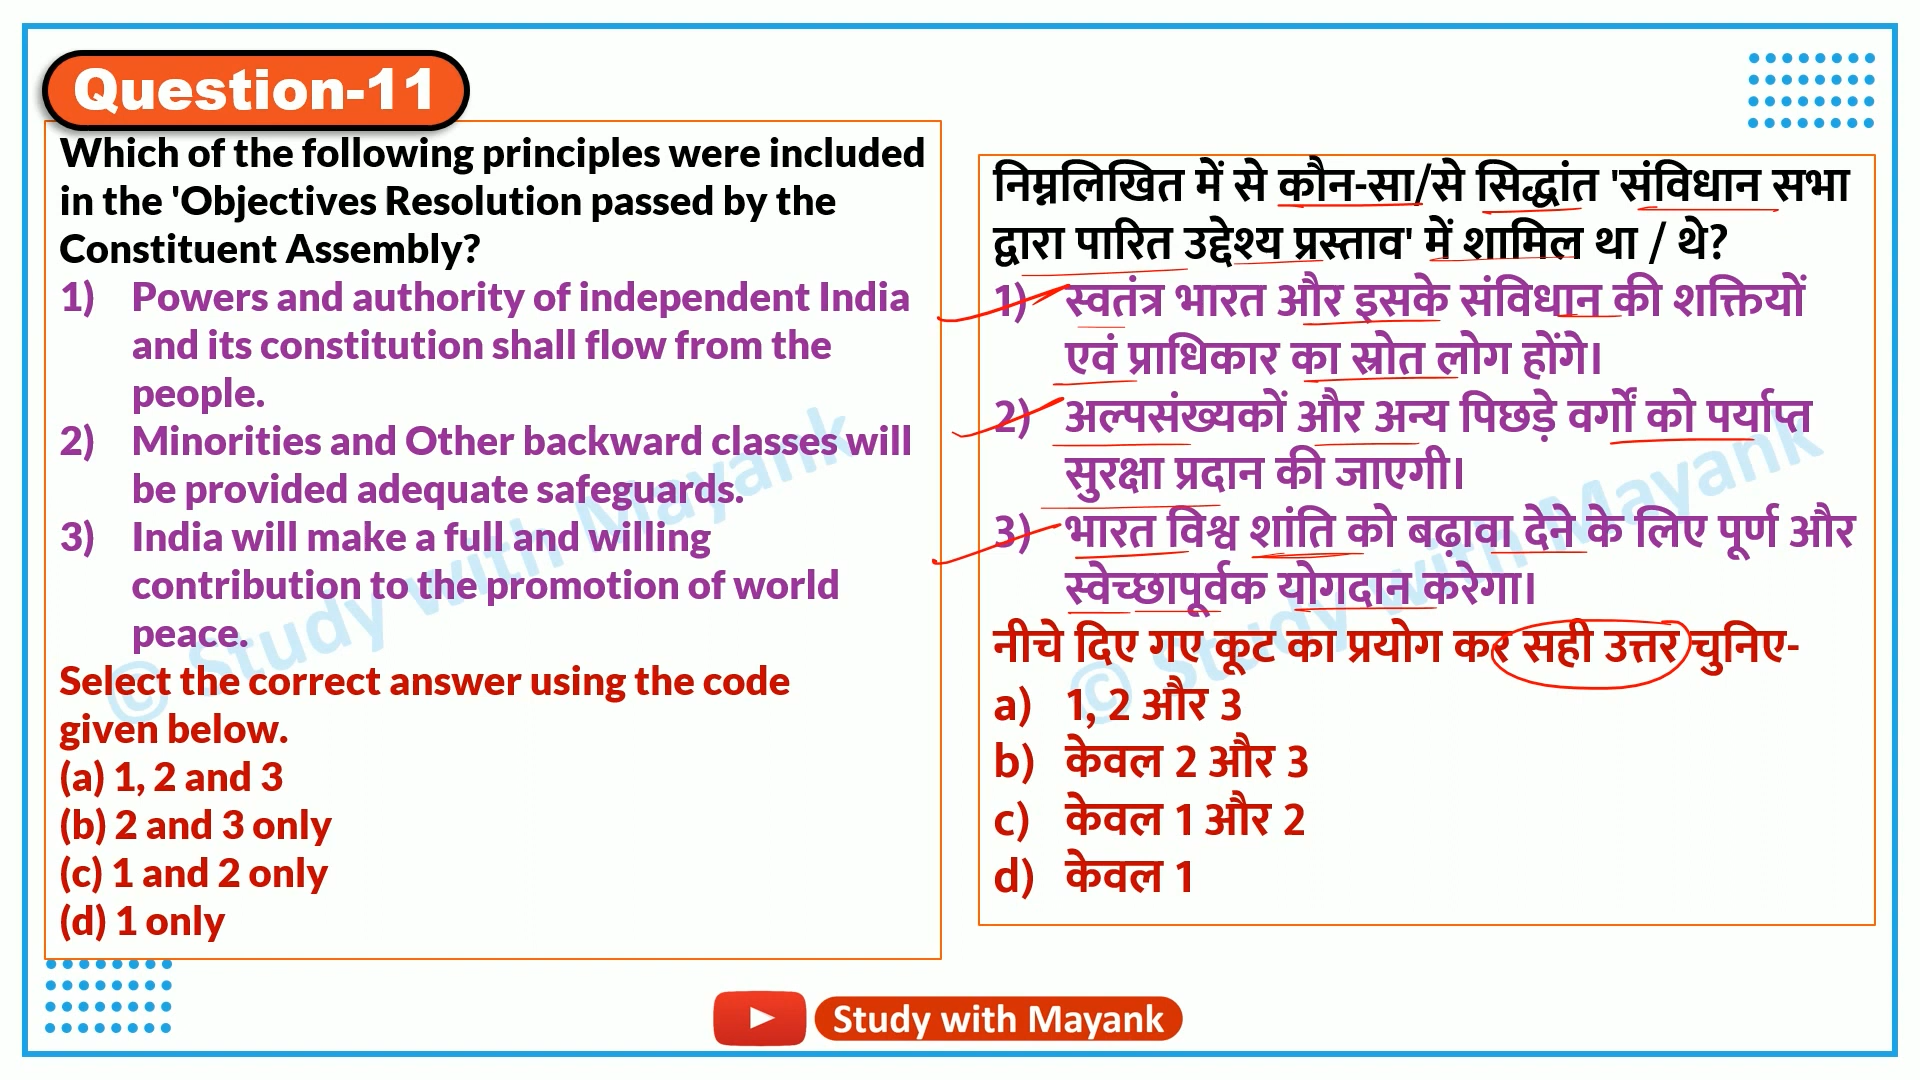 Question-11
Which of the following principles were included
in the 'Objectives Resolution passed by the
Constituent Assembly?
1) Powers and authority of independent India
and its constitution shall flow from the
people.
2) Minorities and Other backward classes will
be provided adequate safeguards.
3) India will make a full and willing
contribution to the promotion of world
peace.
Select the correct answer using the code
given below.
(a) 1, 2 and 3
(b) 2 and 3 only
(c) 1 and 2 only
(d) 1 only
निम्नलिखित में से कौन-सा/से सिद्धांत 'संविधान सभा
द्वारा पारित उद्देश्य प्रस्ताव' में शामिल था / थे?
1) स्वतंत्र भारत और इसके संविधान की शक्तियों
एवं प्राधिकार का स्रोत लोग होंगे।
2) अल्पसंख्यकों और अन्य पिछड़े वर्गों को पर्याप्त
सुरक्षा प्रदान की जाएगी।
3) भारत विश्व शांति को बढ़ावा देने के लिए पूर्ण और
स्वेच्छापूर्वक योगदान करेगा।
नीचे दिए गए कूट का प्रयोग कर सही उत्तर चुनिए-
a) 1, 2 और 3
b) केवल 2 और 3
c) केवल 1 और 2
d) केवल 1
© Study with Mayank
© Study with Mayank
Study with Mayank